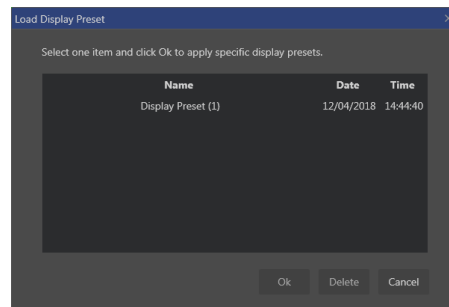 Load Display Preset
Select one item and click Ok to apply specific display presets.
Name Date Time
Display Preset (1) 12/04/2018 14:44:40
Ok Delete Cancel